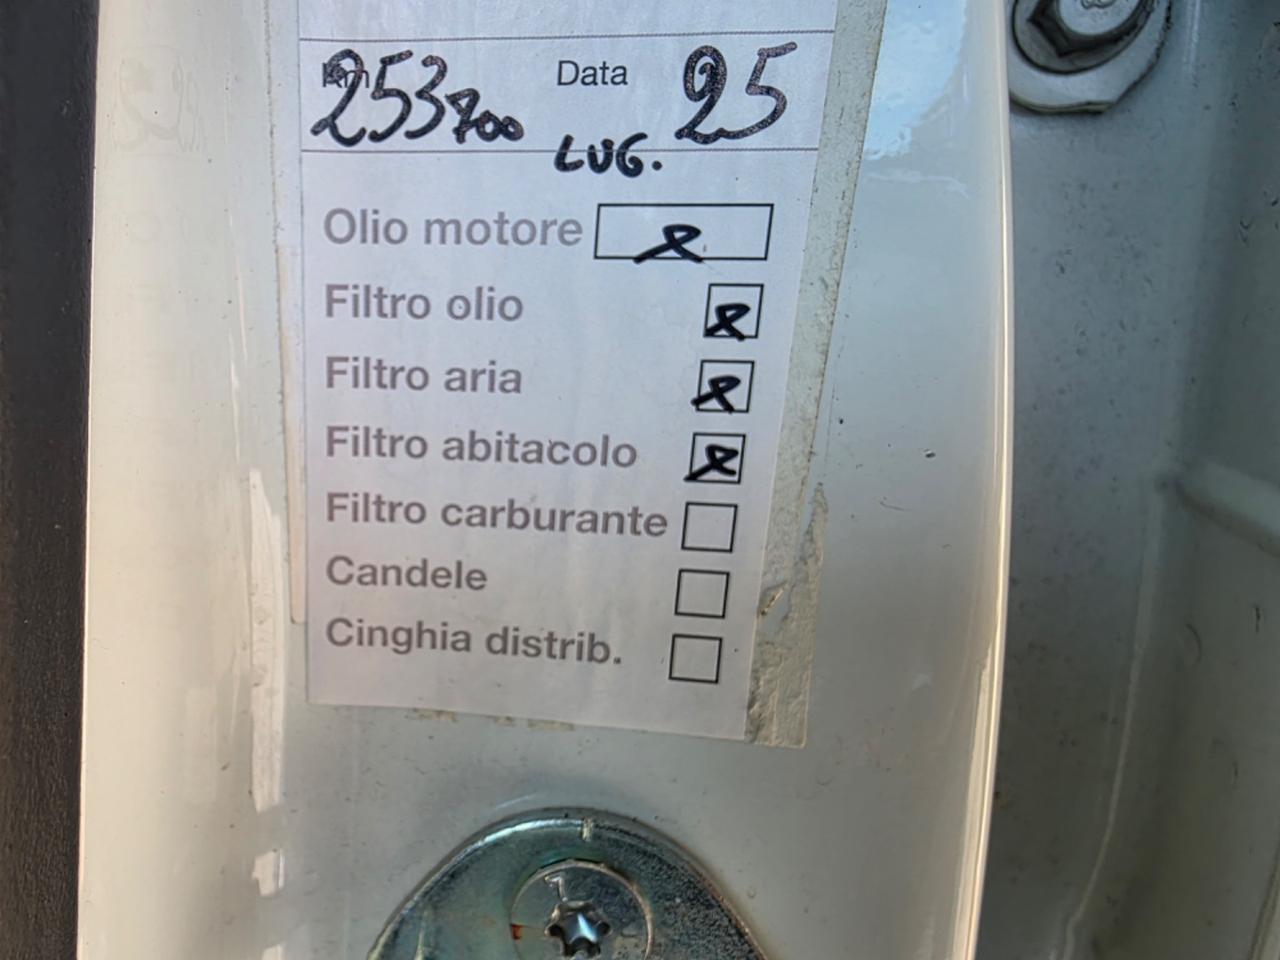 Km 253700 Data 25
LUG.
Olio motore
Filtro olio
Filtro aria
Filtro abitacolo
Filtro carburante
Candele
Cinghia distrib.